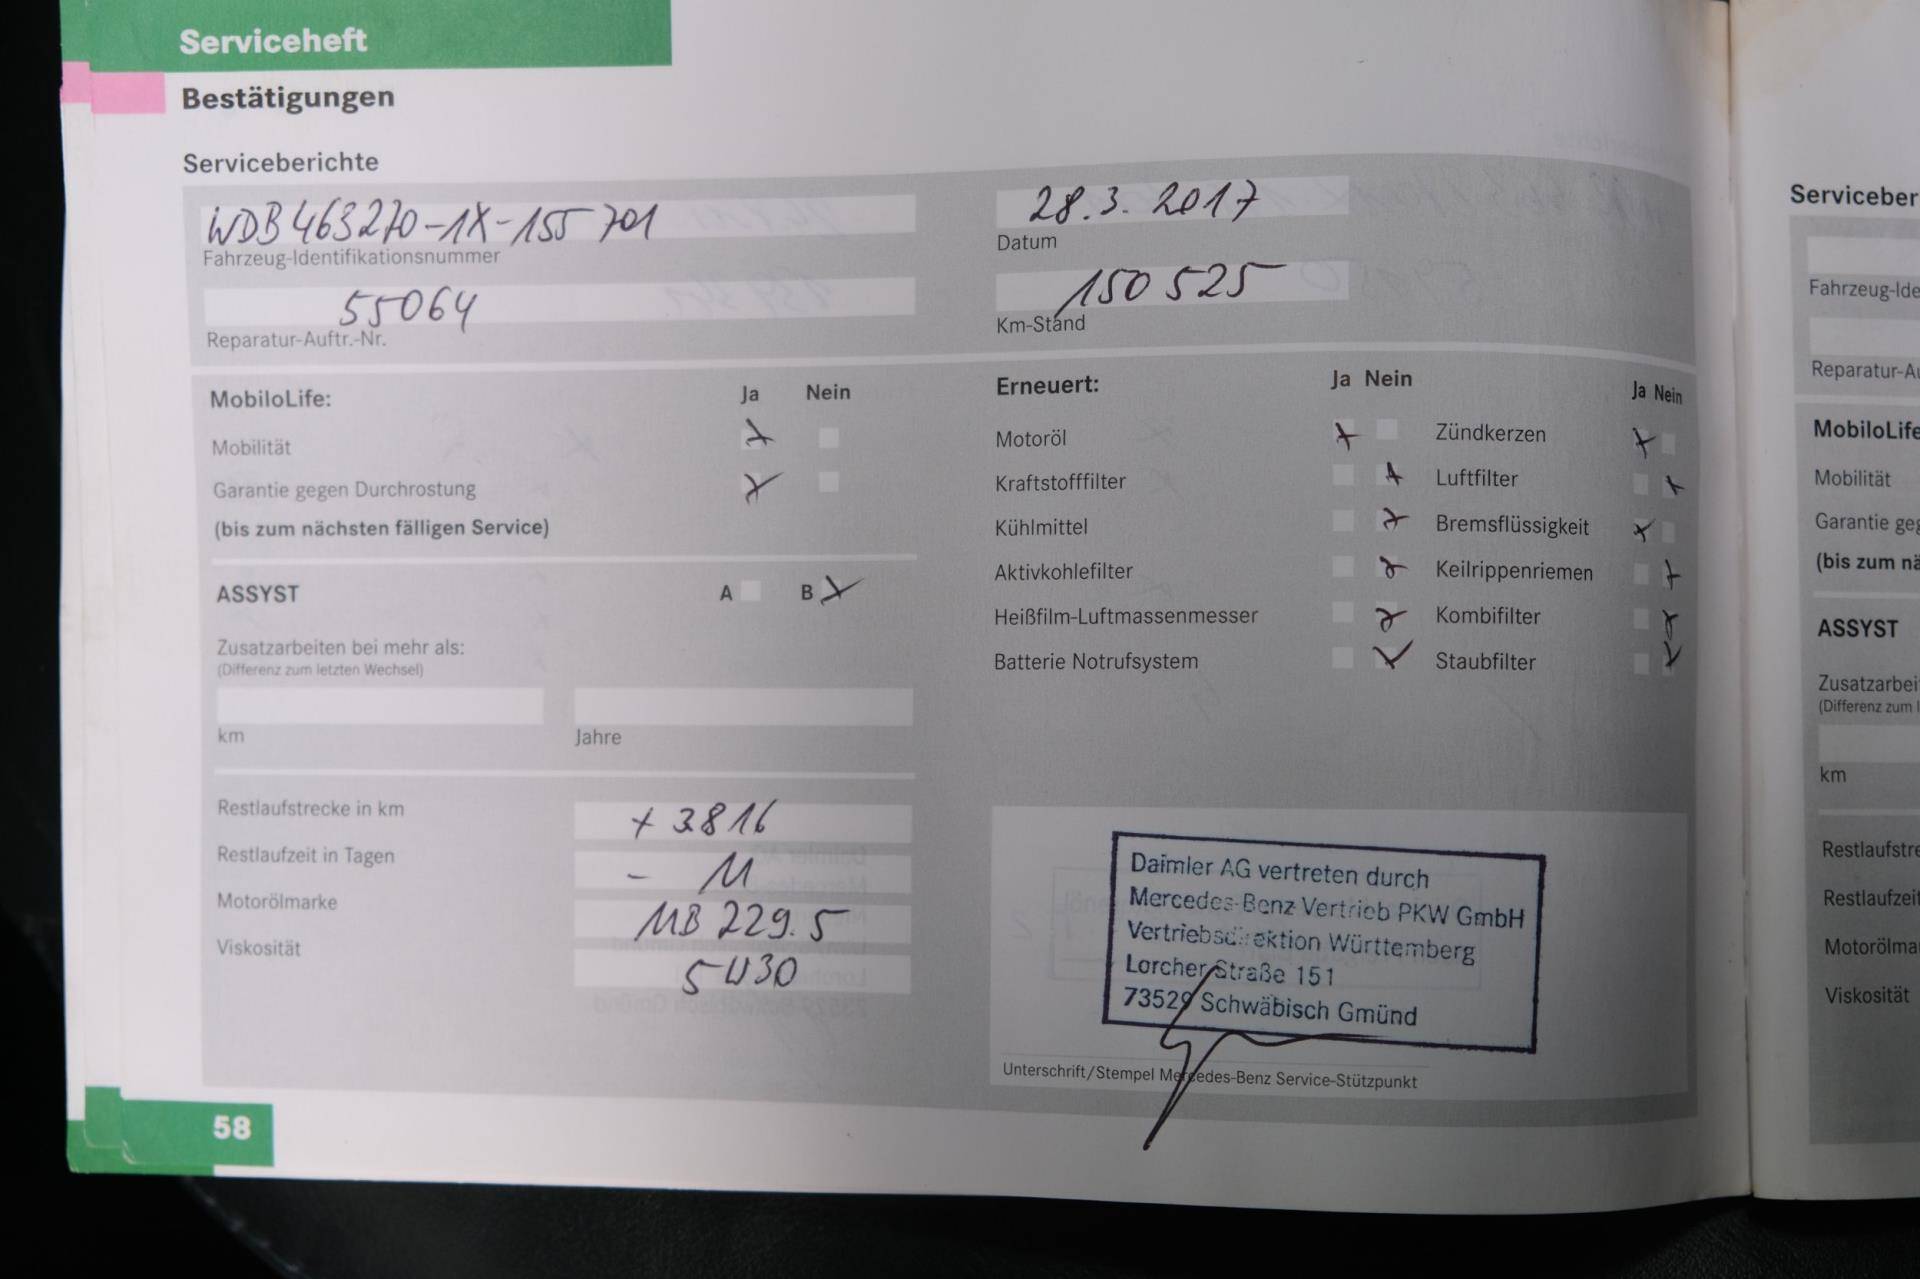 Serviceheft
Bestätigungen
Serviceberichte
WDB463270-1X-155701
Fahrzeug-Identifikationsnummer
28.3.2017
Datum
55064
Reparatur-Auftr.-Nr.
150 525
Km-Stand
MobiloLife: Ja Nein
Mobilität
Garantie gegen Durchrostung
(bis zum nächsten fälligen Service)
ASSYST A B
Zusatzarbeiten bei mehr als:
(Differenz zum letzten Wechsel)
km Jahre
Restlaufstrecke in km + 3816
Restlaufzeit in Tagen - 11
Motorölmarke MB 229.5
Viskosität 5W30
58
Erneuert: Ja Nein Ja Nein
Motoröl Zündkerzen
Kraftstofffilter Luftfilter
Kühlmittel Bremsflüssigkeit
Aktivkohlefilter Keilrippenriemen
Heißfilm-Luftmassenmesser Kombifilter
Batterie Notrufsystem Staubfilter
Daimler AG vertreten durch
Mercedes-Benz Vertrieb PKW GmbH
Vertriebsdirektion Württemberg
Lorcher Straße 151
73529 Schwäbisch Gmünd
Unterschrift/Stempel Mercedes-Benz Service-Stützpunkt
Serviceber
Fahrzeug-Ide
Reparatur-Au
MobiloLife
Mobilität
Garantie geg
(bis zum nä
ASSYST
Zusatzarbei
(Differenz zum l
km
Restlaufstre
Restlaufzeit
Motorölma
Viskosität